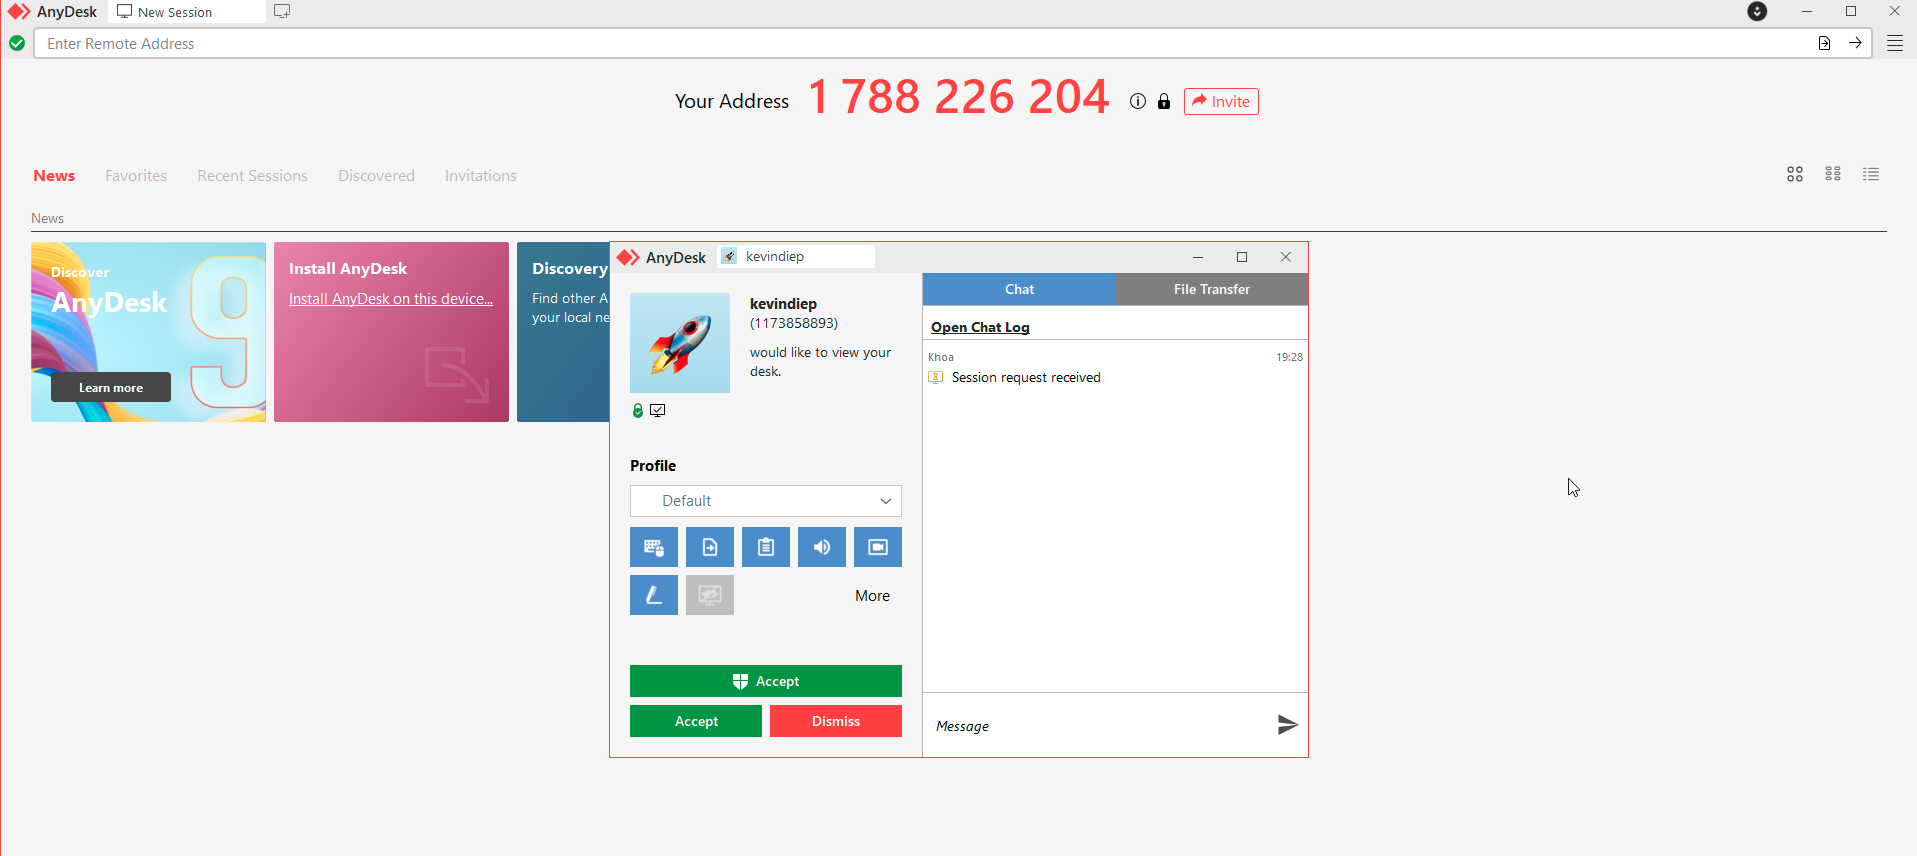 AnyDesk
New Session
Enter Remote Address
Your Address 1 788 226 204 Invite
News Favorites Recent Sessions Discovered Invitations
News
Discover
AnyDesk
9
Learn more
Install AnyDesk
Install AnyDesk on this device...
Discovery
Find other A
your local ne
AnyDesk
kevindiep
kevindiep
(1173858893)
would like to view your
desk.
Profile
Default
More
Accept
Accept Dismiss
Chat File Transfer
Open Chat Log
Khoa 19:28
Session request received
Message